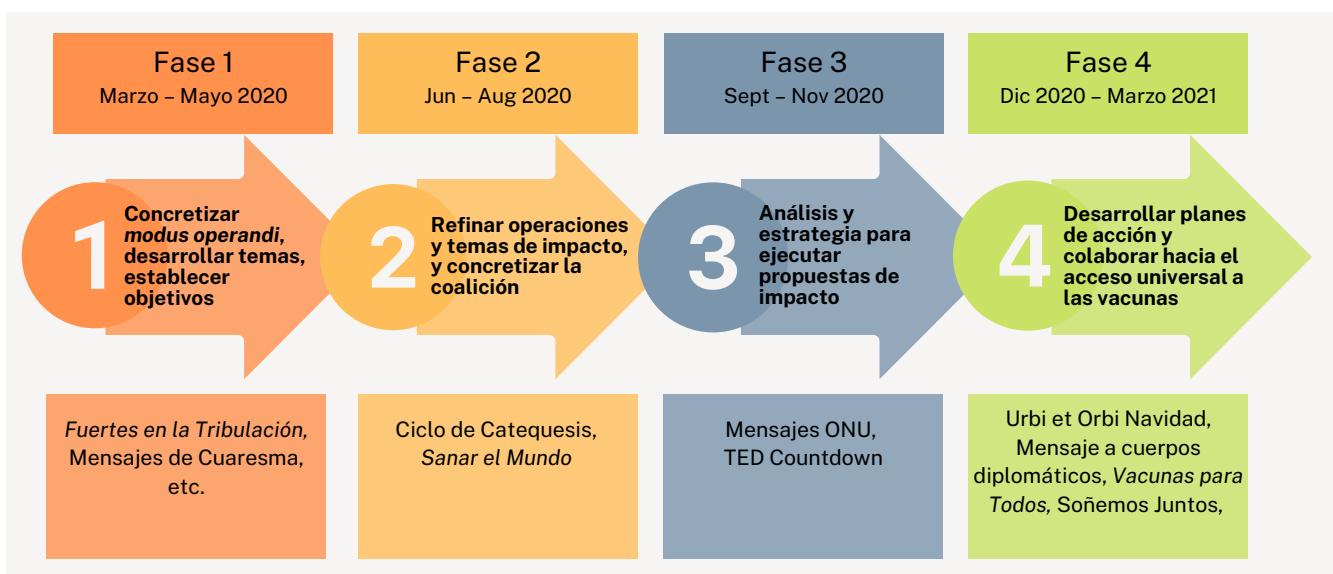 Fase 1
Marzo – Mayo 2020
Fase 2
Jun – Aug 2020
Fase 3
Sept – Nov 2020
Fase 4
Dic 2020 – Marzo 2021
1
Concretizar
modus operandi,
desarrollar temas,
establecer
objetivos
2
Refinar operaciones
y temas de impacto,
y concretizar la
coalición
3
Análisis y
estrategia para
ejecutar
propuestas de
impacto
4
Desarrollar planes
de acción y
colaborar hacia el
acceso universal a
las vacunas
Fuertes en la Tribulación,
Mensajes de Cuaresma,
etc.
Ciclo de Catequesis,
Sanar el Mundo
Mensajes ONU,
TED Countdown
Urbi et Orbi Navidad,
Mensaje a cuerpos
diplomáticos, Vacunas para
Todos, Soñemos Juntos,